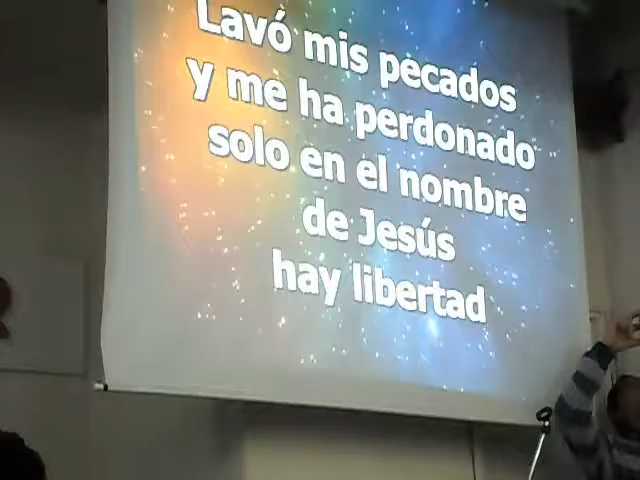 Lavó mis pecados
y me ha perdonado
solo en el nombre
de Jesús
hay libertad